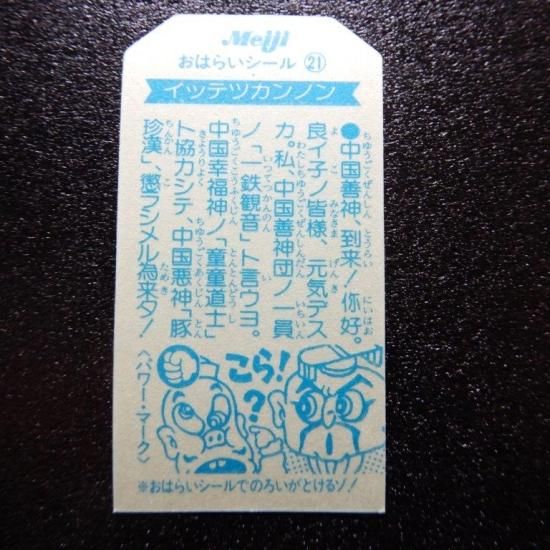 Meiji
おはらいシール ㉑
イッテツカンノン
●中国善神、到来！你好。
良イ子ノ皆様、元気デス
カ。私、中国善神団ノ一員
ノ「一鉄観音」ト言ウヨ。
中国幸福神ノ「童童道士」
ト協力シテ、中国悪神「豚
珍漢」、懲ラシメル為来タ！
こら！
？
〈パワー・マーク〉
※おはらいシールでのろいがとけるゾ！